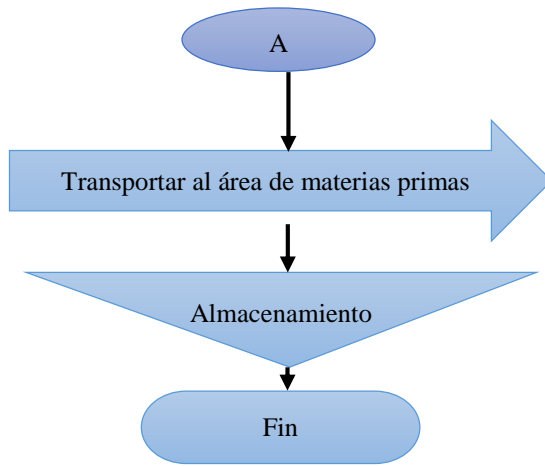 A
Transportar al área de materias primas
Almacenamiento
Fin